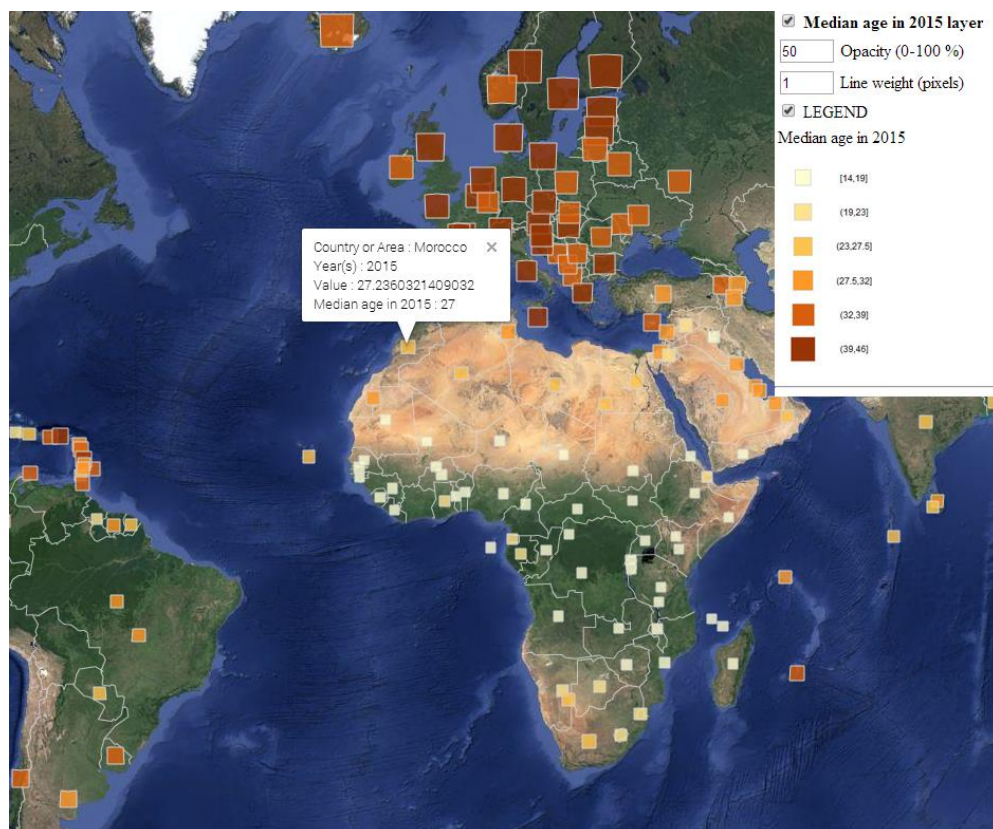 Median age in 2015 layer
50 Opacity (0-100 %)
1 Line weight (pixels)
LEGEND
Median age in 2015
[14,19]
(19,23]
(23,27.5]
(27.5,32]
(32,39]
(39,46]
Country or Area : Morocco
Year(s) : 2015
Value : 27.2360321409032
Median age in 2015 : 27